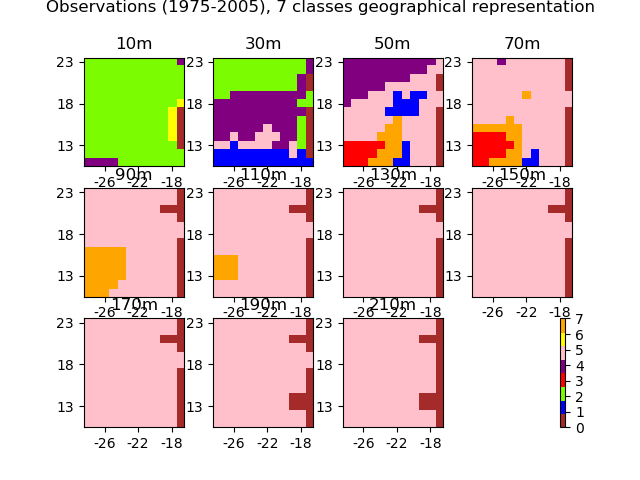 Observations (1975-2005), 7 classes geographical representation
10m 30m 50m 70m
23 23 23 23
18 18 18 18
13 13 13 13
-26 -22 -18 -26 -22 -18 -26 -22 -18 -26 -22 -18
90m 110m 130m 150m
23 23 23 23
18 18 18 18
13 13 13 13
-26 -22 -18 -26 -22 -18 -26 -22 -18 -26 -22 -18
170m 190m 210m
23 23 23
18 18 18
13 13 13
-26 -22 -18 -26 -22 -18 -26 -22 -18
7
6
5
4
3
2
1
0